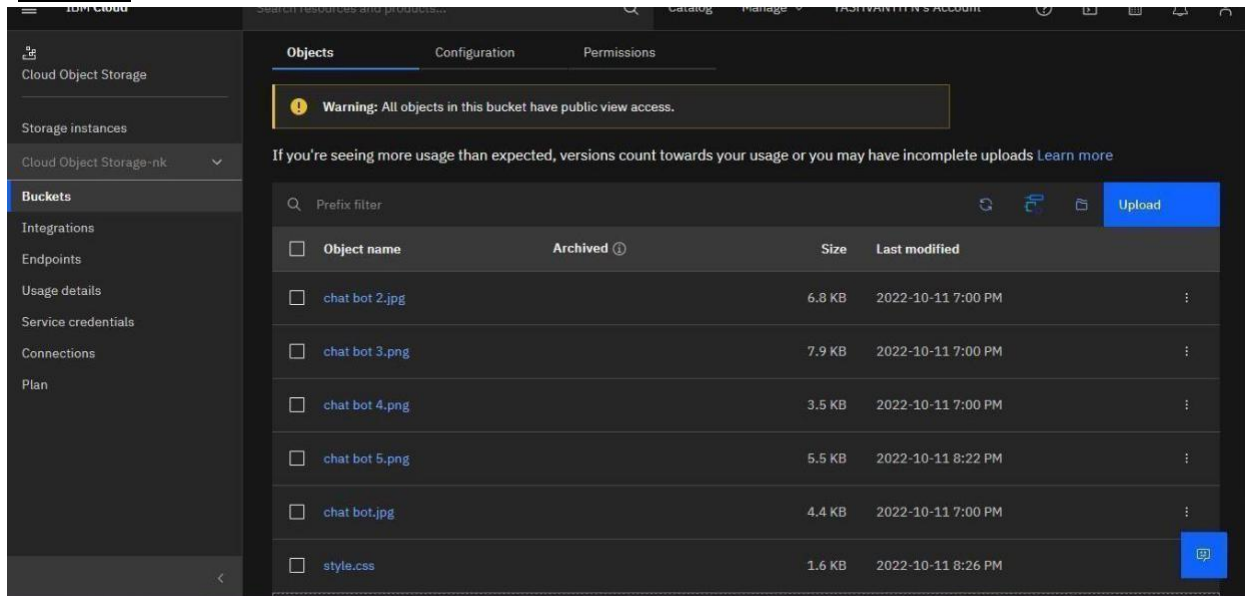 IBM Cloud
Search resources and products...
Catalog
Manage
YASHVANTH N's Account
Cloud Object Storage
Storage instances
Cloud Object Storage-nk
Buckets
Integrations
Endpoints
Usage details
Service credentials
Connections
Plan
Objects Configuration Permissions
Warning: All objects in this bucket have public view access.
If you're seeing more usage than expected, versions count towards your usage or you may have incomplete uploads Learn more
Prefix filter
Upload
Object name Archived Size Last modified
chat bot 2.jpg 6.8 KB 2022-10-11 7:00 PM
chat bot 3.png 7.9 KB 2022-10-11 7:00 PM
chat bot 4.png 3.5 KB 2022-10-11 7:00 PM
chat bot 5.png 5.5 KB 2022-10-11 8:22 PM
chat bot.jpg 4.4 KB 2022-10-11 7:00 PM
style.css 1.6 KB 2022-10-11 8:26 PM